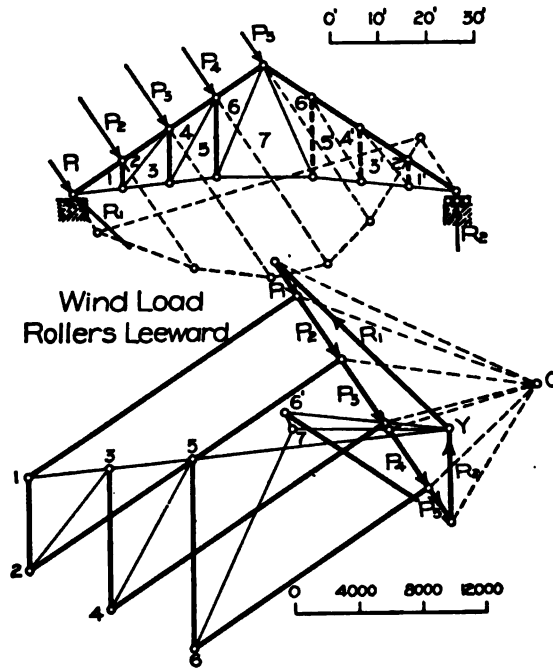 0' 10' 20' 30'
P₅
P₄
P₃
P₂
6 6
4 7 5 4'
2 5 3'
1 3 1'
R₁
R₂
Wind Load
Rollers Leeward
P₁
P₂ R₁
P₃
O
6'
7 Y
5
3
1
P₄ R₂
P₅
2
4
6
0 4000 8000 12000